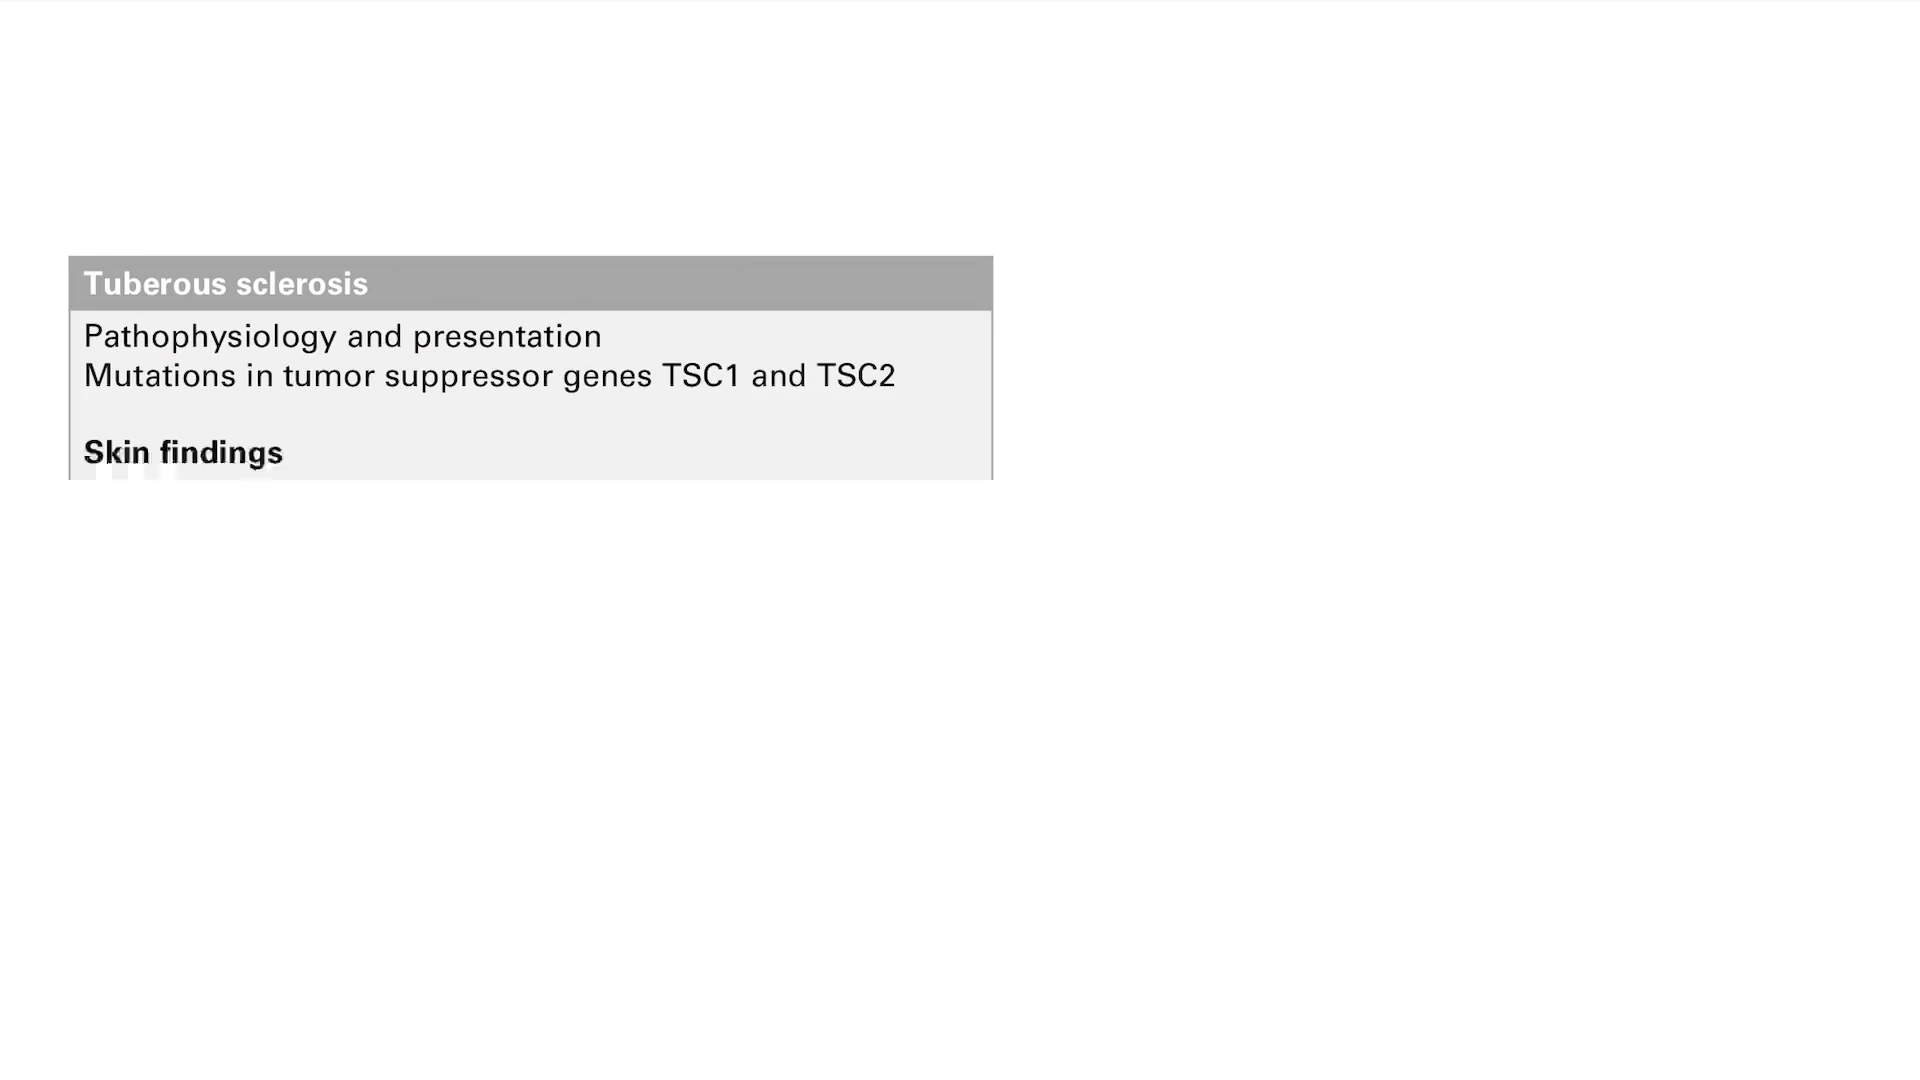 Tuberous sclerosis
Pathophysiology and presentation
Mutations in tumor suppressor genes TSC1 and TSC2
Skin findings